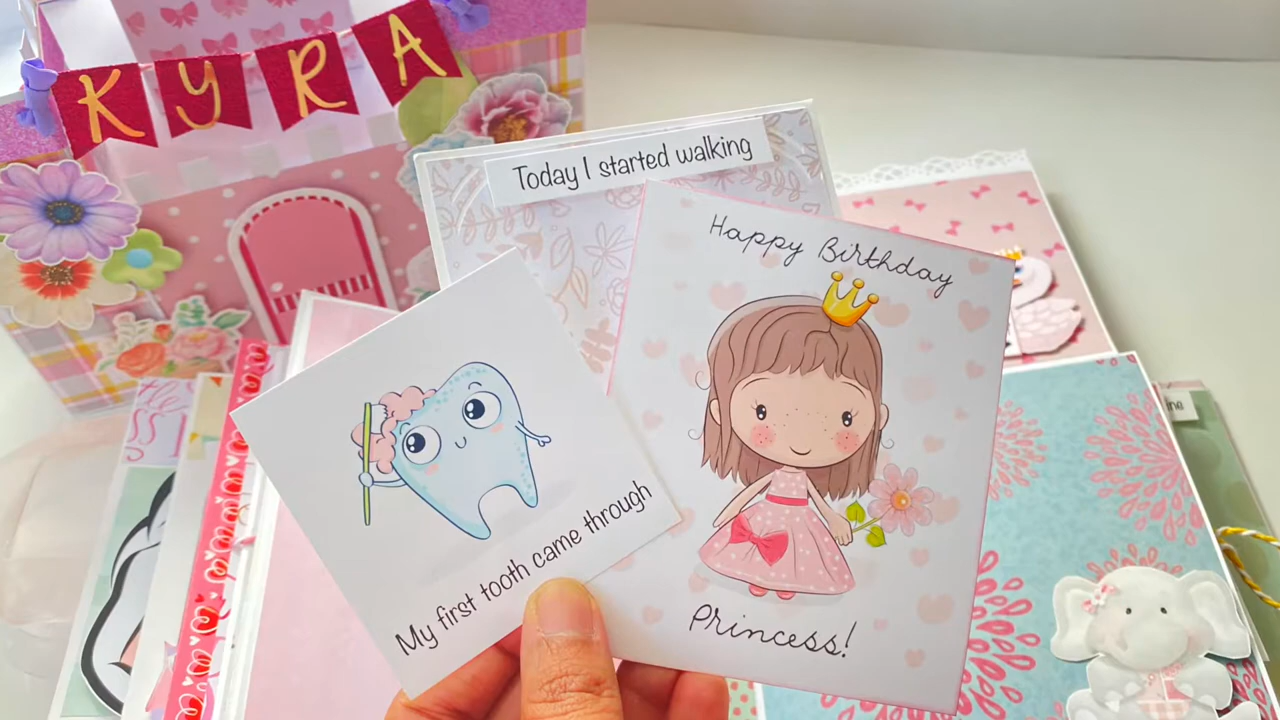 KYRA
Today I started walking
Happy Birthday
Princess!
My first tooth came through